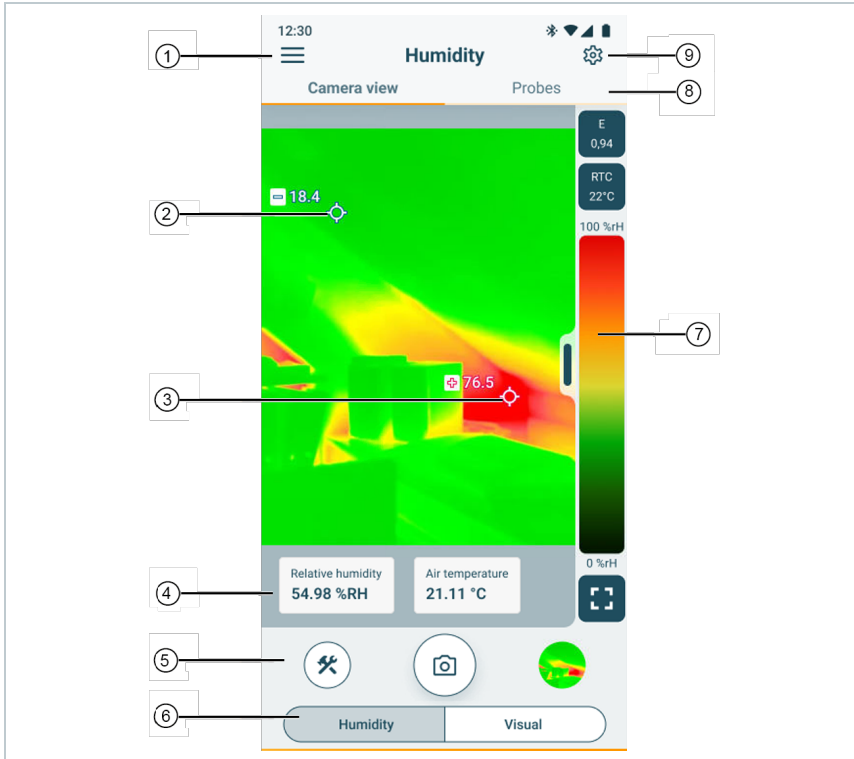 12:30
1
Humidity
9
Camera view
Probes
8
E
0,94
RTC
22°C
18.4
2
100 %rH
7
76.5
3
0 %rH
Relative humidity
54.98 %RH
Air temperature
21.11 °C
4
5
6
Humidity
Visual